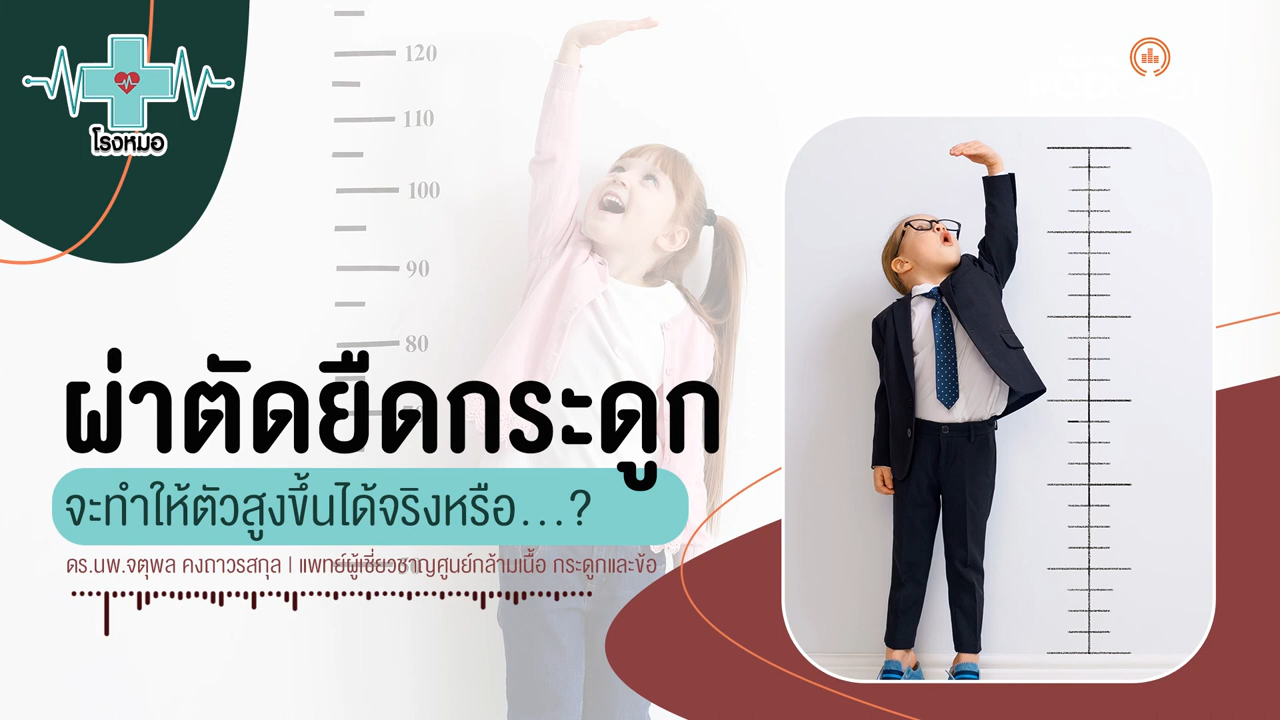 โรงหมอ
120
110
100
90
80
ผ่าตัดยืดกระดูก
จะทำให้ตัวสูงขึ้นได้จริงหรือ...?
ดร.นพ.จตุพล คงถาวรสกุล | แพทย์ผู้เชี่ยวชาญศูนย์กล้ามเนื้อ กระดูกและข้อ